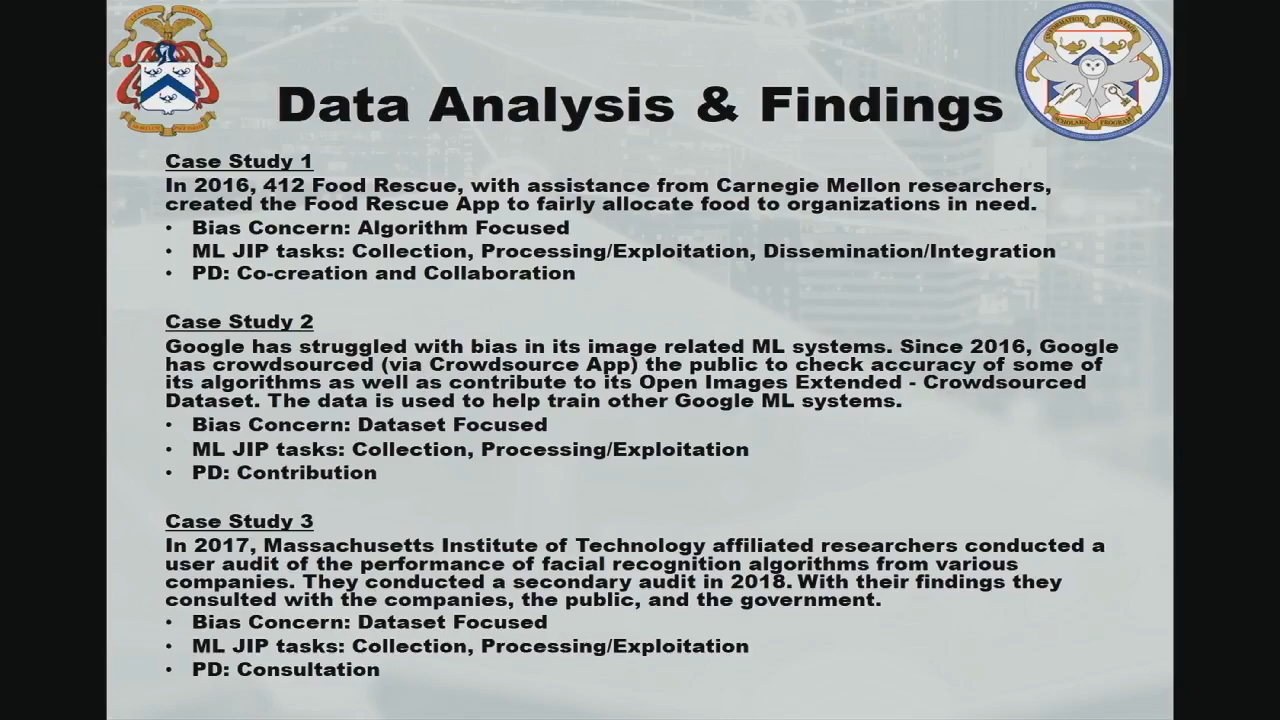 Data Analysis & Findings
INFORMATION ADVANTAGE
SCHOLARS PROGRAM
Case Study 1
In 2016, 412 Food Rescue, with assistance from Carnegie Mellon researchers,
created the Food Rescue App to fairly allocate food to organizations in need.
• Bias Concern: Algorithm Focused
• ML JIP tasks: Collection, Processing/Exploitation, Dissemination/Integration
• PD: Co-creation and Collaboration
Case Study 2
Google has struggled with bias in its image related ML systems. Since 2016, Google
has crowdsourced (via Crowdsource App) the public to check accuracy of some of
its algorithms as well as contribute to its Open Images Extended - Crowdsourced
Dataset. The data is used to help train other Google ML systems.
• Bias Concern: Dataset Focused
• ML JIP tasks: Collection, Processing/Exploitation
• PD: Contribution
Case Study 3
In 2017, Massachusetts Institute of Technology affiliated researchers conducted a
user audit of the performance of facial recognition algorithms from various
companies. They conducted a secondary audit in 2018. With their findings they
consulted with the companies, the public, and the government.
• Bias Concern: Dataset Focused
• ML JIP tasks: Collection, Processing/Exploitation
• PD: Consultation